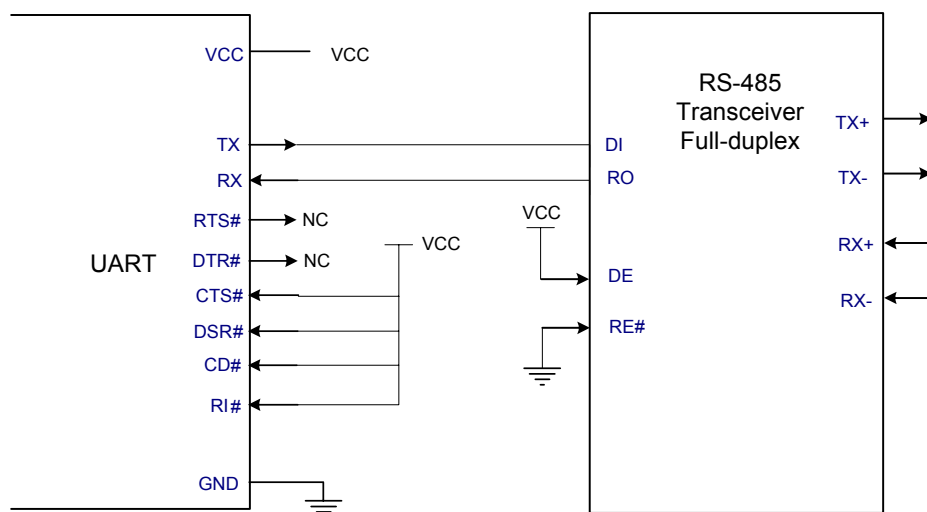 VCC
VCC
TX
RX
RTS#
NC
DTR#
NC
UART
CTS#
DSR#
CD#
RI#
GND
VCC
RS-485
Transceiver
Full-duplex
DI
RO
VCC
DE
RE#
TX+
TX-
RX+
RX-